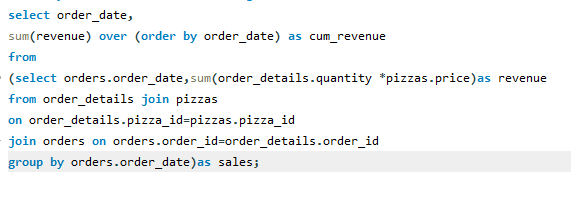 select order_date,
sum(revenue) over (order by order_date) as cum_revenue
from
(select orders.order_date,sum(order_details.quantity *pizzas.price)as revenue
from order_details join pizzas
on order_details.pizza_id=pizzas.pizza_id
join orders on orders.order_id=order_details.order_id
group by orders.order_date)as sales;